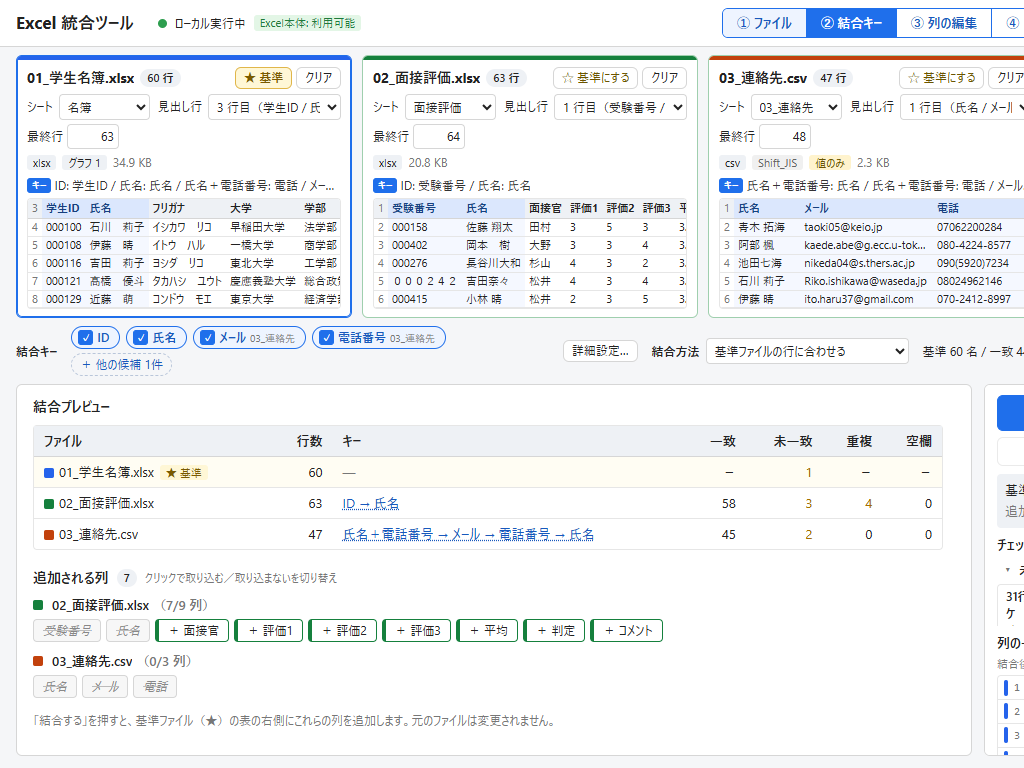 Excel 統合ツール ローカル実行中 Excel本体: 利用可能 ① ファイル ② 結合キー ③ 列の編集 ④
01_学生名簿.xlsx 60 行 ★ 基準 クリア
シート 名簿 見出し行 3 行目（学生ID / 氏
最終行 63
xlsx グラフ 1 34.9 KB
キー ID: 学生ID / 氏名: 氏名 / 氏名＋電話番号: 電話 / メー...
3 学生ID 氏名 フリガナ 大学 学部
4 000100 石川 莉子 イシカワ リコ 早稲田大学 法学部
5 000108 伊藤 晴 イトウ ハル 一橋大学 商学部
6 000116 吉田 莉子 ヨシダ リコ 東北大学 工学部
7 000121 高橋 優斗 タカハシ ユウト 慶應義塾大学 総合政
8 000129 近藤 萌 コンドウ モエ 東京大学 経済学
02_面接評価.xlsx 63 行 ☆ 基準にする クリア
シート 面接評価 見出し行 1 行目（受験番号 /
最終行 64
xlsx 20.8 KB
キー ID: 受験番号 / 氏名: 氏名
1 受験番号 氏名 面接官 評価1 評価2 評価3
2 000158 佐藤 翔太 田村 3 5 3 3.
3 000402 岡本 樹 大野 3 3 4 3.
4 000276 長谷川大和 杉山 4 3 2 3.
5 ０００２４２ 吉田奈々 松井 4 3 4 3.
6 000415 小林 晴 松井 2 3 5 3.
03_連絡先.csv 47 行 ☆ 基準にする クリア
シート 03_連絡先 見出し行 1 行目（氏名 / メール
最終行 48
csv Shift_JIS 値のみ 2.3 KB
キー 氏名＋電話番号: 電話 / 氏名: 氏名 / メール
1 氏名 メール 電話
2 青木 拓海 taoki05@keio.jp 07062200284
3 阿部 楓 kaede.abe@g.ecc.u-tok... 080-4224-8577
4 池田七海 nikeda04@s.thers.ac.jp 090(5920)7234
5 石川 莉子 Riko.ishikawa@waseda.jp 08024962146
6 伊藤 晴 ito.haru37@gmail.com 070-2412-8997
結合キー ID 氏名 メール 03_連絡先 電話番号 03_連絡先
＋ 他の候補 1件
詳細設定... 結合方法 基準ファイルの行に合わせる 基準 60 名 / 一致 4
結合プレビュー
ファイル 行数 キー 一致 未一致 重複 空欄
01_学生名簿.xlsx ★ 基準 60 — – 1 – –
02_面接評価.xlsx 63 ID → 氏名 58 3 4 0
03_連絡先.csv 47 氏名＋電話番号 → メール → 電話番号 → 氏名 45 2 0 0
追加される列 7 クリックで取り込む／取り込まないを切り替え
02_面接評価.xlsx （7/9 列）
受験番号 氏名 ＋ 面接官 ＋ 評価1 ＋ 評価2 ＋ 評価3 ＋ 平均 ＋ 判定 ＋ コメント
03_連絡先.csv （0/3 列）
氏名 メール 電話
「結合する」を押すと、基準ファイル（★）の表の右側にこれらの列を追加します。元のファイルは変更されません。
基準
追加
チェッ
31行
ケ
列の
結合後
1
2
3